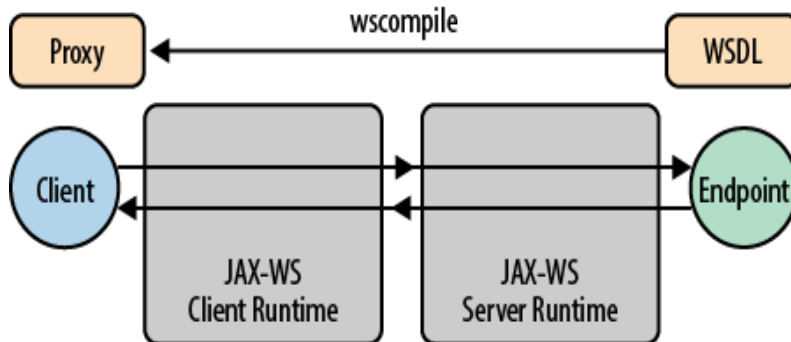 wscompile
Proxy
WSDL
Client
Endpoint
JAX-WS
Client Runtime
JAX-WS
Server Runtime